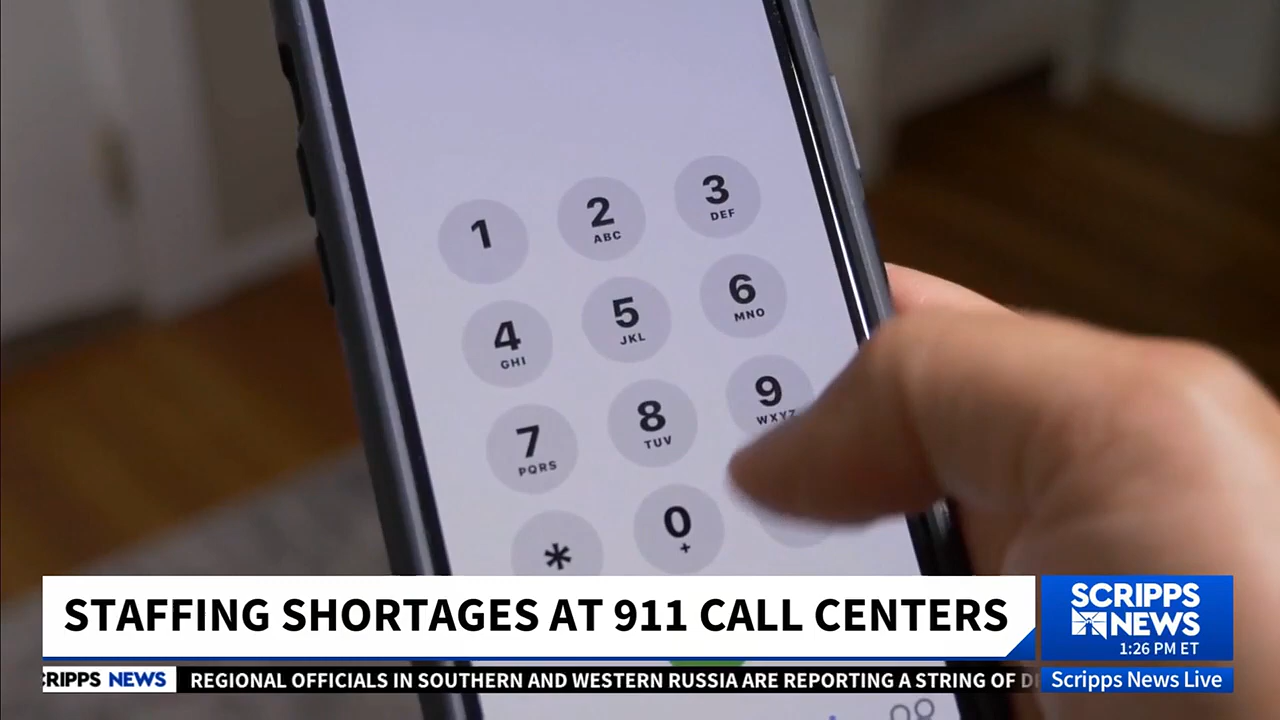 1
2
ABC
3
DEF
4
GHI
5
JKL
6
MNO
7
PQRS
8
TUV
9
WXYZ
*
0
+
STAFFING SHORTAGES AT 911 CALL CENTERS
SCRIPPS
NEWS
1:26 PM ET
RIPPS NEWS
REGIONAL OFFICIALS IN SOUTHERN AND WESTERN RUSSIA ARE REPORTING A STRING OF
Scripps News Live